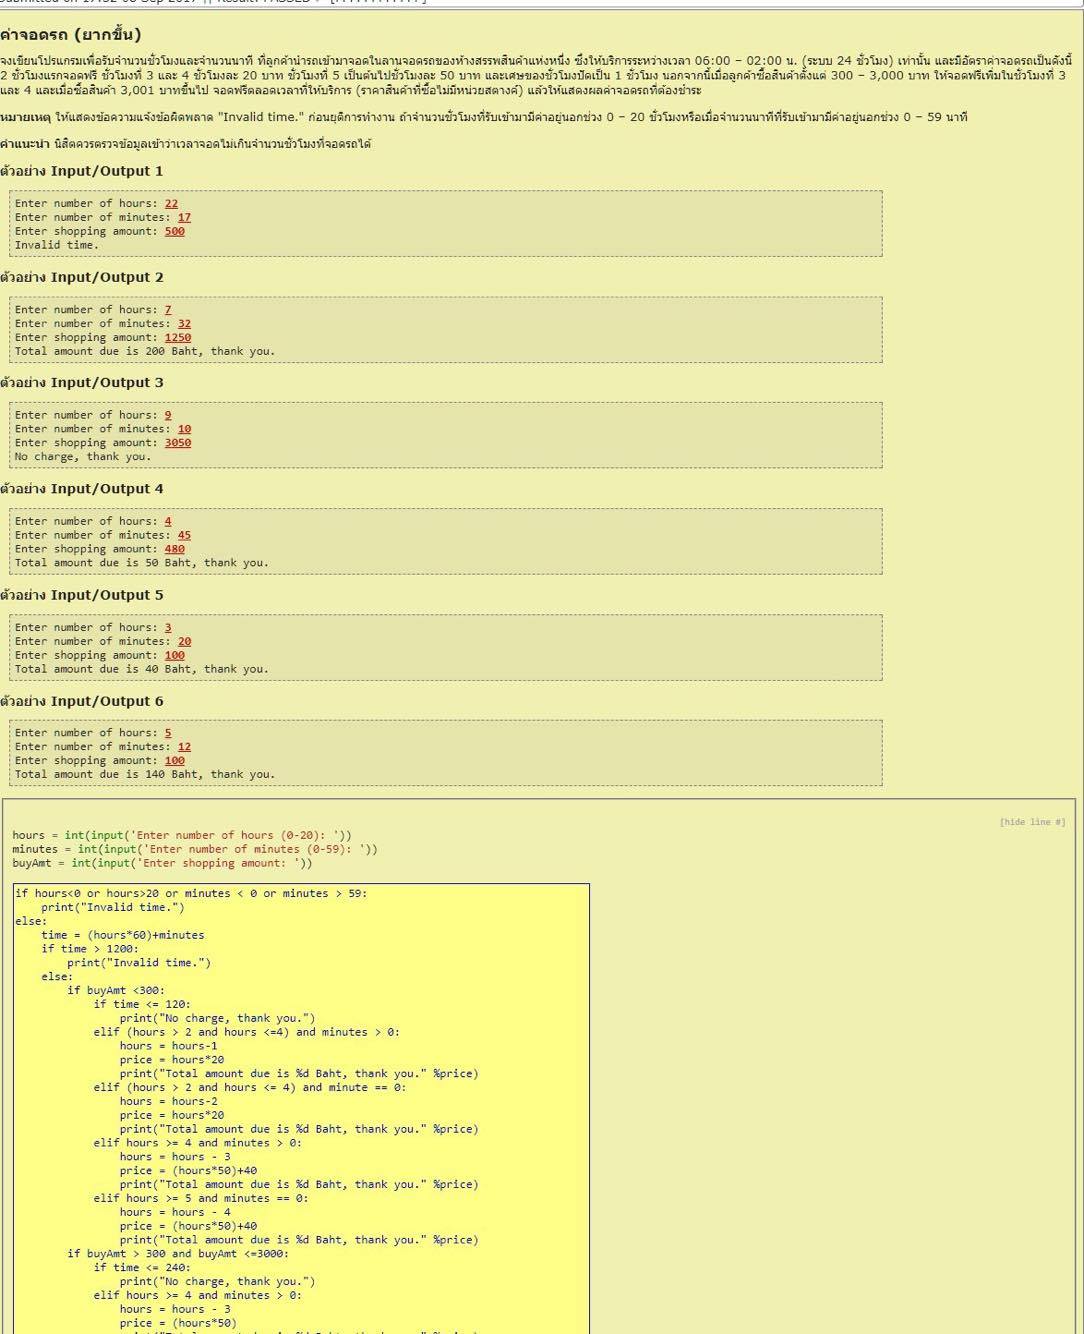 ค่าจอดรถ (ยากขึ้น)
จงเขียนโปรแกรมเพื่อรับจำนวนชั่วโมงและจำนวนนาที ที่ลูกค้านำรถเข้ามาจอดในลานจอดรถของห้างสรรพสินค้าแห่งหนึ่ง ซึ่งให้บริการระหว่างเวลา 06:00 – 02:00 น. (ระบบ 24 ชั่วโมง) เท่านั้น และมีอัตราค่าจอดรถเป็นดังนี้
2 ชั่วโมงแรกจอดฟรี ชั่วโมงที่ 3 และ 4 ชั่วโมงละ 20 บาท ชั่วโมงที่ 5 เป็นต้นไปชั่วโมงละ 50 บาท และเศษของชั่วโมงปัดเป็น 1 ชั่วโมง นอกจากนี้เมื่อลูกค้าซื้อสินค้าตั้งแต่ 300 – 3,000 บาท ให้จอดฟรีเพิ่มในชั่วโมงที่ 3
และ 4 และเมื่อซื้อสินค้า 3,001 บาทขึ้นไป จอดฟรีตลอดเวลาที่ให้บริการ (ราคาสินค้าที่ซื้อไม่มีหน่วยสตางค์) แล้วให้แสดงผลค่าจอดรถที่ต้องชำระ
หมายเหตุ ให้แสดงข้อความแจ้งข้อผิดพลาด "Invalid time." ก่อนยุติการทำงาน ถ้าจำนวนชั่วโมงที่รับเข้ามามีค่าอยู่นอกช่วง 0 – 20 ชั่วโมงหรือเมื่อจำนวนนาทีที่รับเข้ามามีค่าอยู่นอกช่วง 0 – 59 นาที
คำแนะนำ นิสิตควรตรวจข้อมูลเข้าว่าเวลาจอดไม่เกินจำนวนชั่วโมงที่จอดรถได้
ตัวอย่าง Input/Output 1
Enter number of hours: 22
Enter number of minutes: 17
Enter shopping amount: 500
Invalid time.
ตัวอย่าง Input/Output 2
Enter number of hours: 7
Enter number of minutes: 32
Enter shopping amount: 1250
Total amount due is 200 Baht, thank you.
ตัวอย่าง Input/Output 3
Enter number of hours: 9
Enter number of minutes: 10
Enter shopping amount: 3050
No charge, thank you.
ตัวอย่าง Input/Output 4
Enter number of hours: 4
Enter number of minutes: 45
Enter shopping amount: 480
Total amount due is 50 Baht, thank you.
ตัวอย่าง Input/Output 5
Enter number of hours: 3
Enter number of minutes: 20
Enter shopping amount: 100
Total amount due is 40 Baht, thank you.
ตัวอย่าง Input/Output 6
Enter number of hours: 5
Enter number of minutes: 12
Enter shopping amount: 100
Total amount due is 140 Baht, thank you.
[hide line #]
hours = int(input('Enter number of hours (0-20): '))
minutes = int(input('Enter number of minutes (0-59): '))
buyAmt = int(input('Enter shopping amount: '))
if hours<0 or hours>20 or minutes < 0 or minutes > 59:
    print("Invalid time.")
else:
    time = (hours*60)+minutes
    if time > 1200:
        print("Invalid time.")
    else:
        if buyAmt <300:
            if time <= 120:
                print("No charge, thank you.")
            elif (hours > 2 and hours <=4) and minutes > 0:
                hours = hours-1
                price = hours*20
                print("Total amount due is %d Baht, thank you." %price)
            elif (hours > 2 and hours <= 4) and minute == 0:
                hours = hours-2
                price = hours*20
                print("Total amount due is %d Baht, thank you." %price)
            elif hours >= 4 and minutes > 0:
                hours = hours - 3
                price = (hours*50)+40
                print("Total amount due is %d Baht, thank you." %price)
            elif hours >= 5 and minutes == 0:
                hours = hours - 4
                price = (hours*50)+40
                print("Total amount due is %d Baht, thank you." %price)
        if buyAmt > 300 and buyAmt <=3000:
            if time <= 240:
                print("No charge, thank you.")
            elif hours >= 4 and minutes > 0:
                hours = hours - 3
                price = (hours*50)